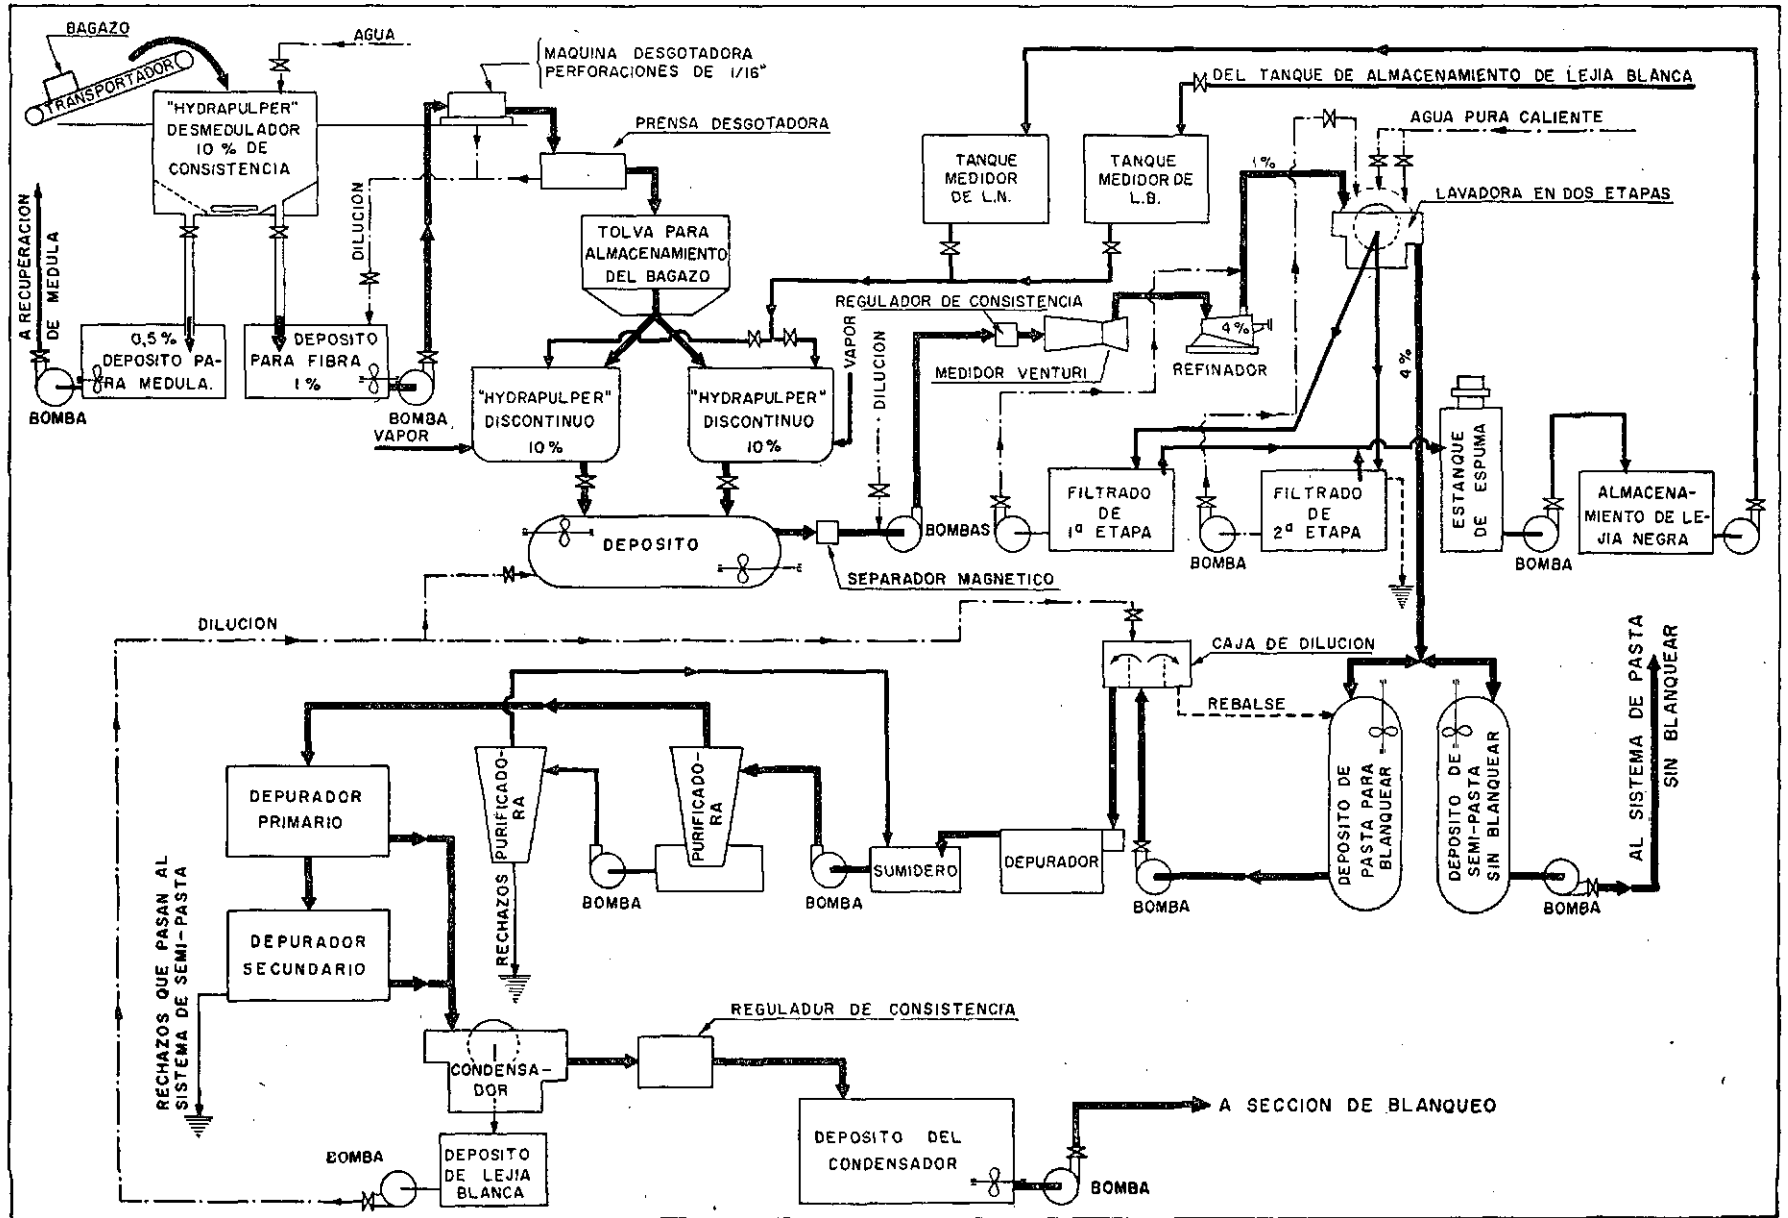 BAGAZO
TRANSPORTADOR
AGUA
"HYDRAPULPER"
DESMEDULADOR
10 % DE
CONSISTENCIA
MAQUINA DESGOTADORA
PERFORACIONES DE 1/16"
PRENSA DESGOTADORA
DILUCION
A RECUPERACION
DE MEDULA
0,5 %
DEPOSITO PA-
RA MEDULA.
BOMBA
DEPOSITO
PARA FIBRA
1 %
BOMBA
TOLVA PARA
ALMACENAMIENTO
DEL BAGAZO
TANQUE
MEDIDOR
DE L.N.
TANQUE
MEDIDOR DE
L.B.
DEL TANQUE DE ALMACENAMIENTO DE LEJIA BLANCA
AGUA PURA CALIENTE
1 %
LAVADORA EN DOS ETAPAS
REGULADOR DE CONSISTENCIA
MEDIDOR VENTURI
4 %
REFINADOR
4 %
VAPOR
"HYDRAPULPER"
DISCONTINUO
10 %
"HYDRAPULPER"
DISCONTINUO
10 %
VAPOR
DILUCION
DEPOSITO
SEPARADOR MAGNETICO
BOMBAS
FILTRADO
DE
1ª ETAPA
BOMBA
FILTRADO
DE
2ª ETAPA
ESTANQUE
DE ESPUMA
BOMBA
ALMACENA-
MIENTO DE LE-
JIA NEGRA
DILUCION
CAJA DE DILUCION
REBALSE
DEPOSITO DE
PASTA PARA
BLANQUEAR
DEPOSITO DE
SEMI-PASTA
SIN BLANQUEAR
AL SISTEMA DE PASTA
SIN BLANQUEAR
BOMBA
BOMBA
DEPURADOR
SUMIDERO
BOMBA
PURIFICADO-
RA
BOMBA
PURIFICADO-
RA
RECHAZOS
DEPURADOR
PRIMARIO
DEPURADOR
SECUNDARIO
RECHAZOS QUE PASAN AL
SISTEMA DE SEMI-PASTA
CONDENSA-
DOR
REGULADUR DE CONSISTENCIA
DEPOSITO
DE LEJIA
BLANCA
BOMBA
DEPOSITO DEL
CONDENSADOR
BOMBA
A SECCION DE BLANQUEO